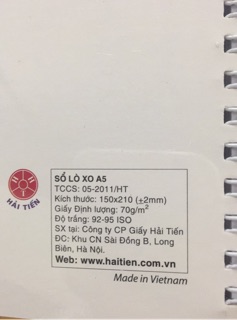 HẢI TIẾN
SỔ LÒ XO A5
TCCS: 05-2011/HT
Kích thước: 150x210 (±2mm)
Giấy Định lượng: 70g/m²
Độ trắng: 92-95 ISO
SX tại: Công ty CP Giấy Hải Tiến
ĐC: Khu CN Sài Đồng B, Long
Biên, Hà Nội.
Web: www.haitien.com.vn
Made in Vietnam